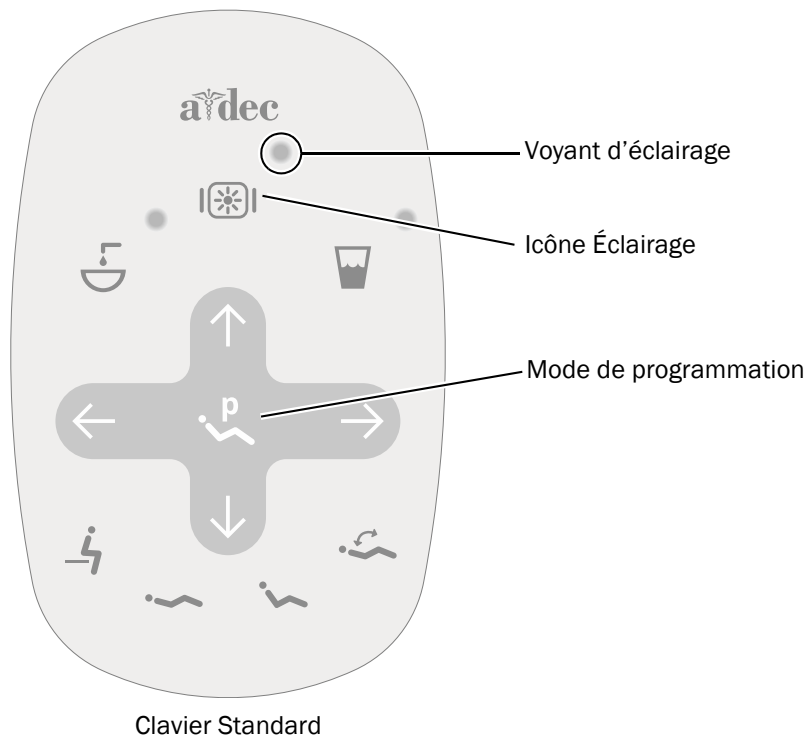 a dec
Voyant d’éclairage
Icône Éclairage
Mode de programmation
p
Clavier Standard